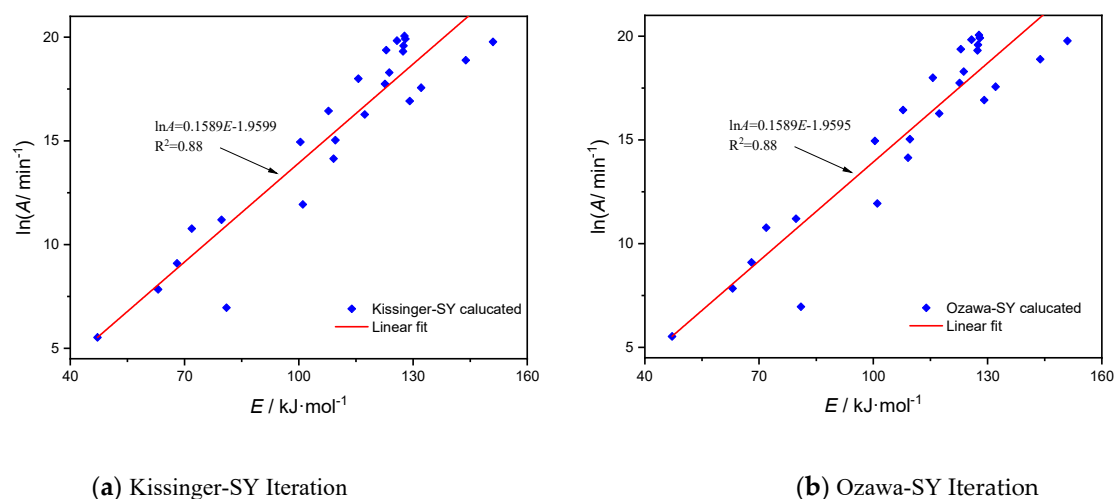 20
15
10
5
ln(A/ min⁻¹)
lnA=0.1589E-1.9599
R²=0.88
Kissinger-SY calucated
Linear fit
40 70 100 130 160
E / kJ·mol⁻¹
(a) Kissinger-SY Iteration
20
15
10
5
ln(A/ min⁻¹)
lnA=0.1589E-1.9595
R²=0.88
Ozawa-SY calucated
Linear fit
40 70 100 130 160
E / kJ·mol⁻¹
(b) Ozawa-SY Iteration